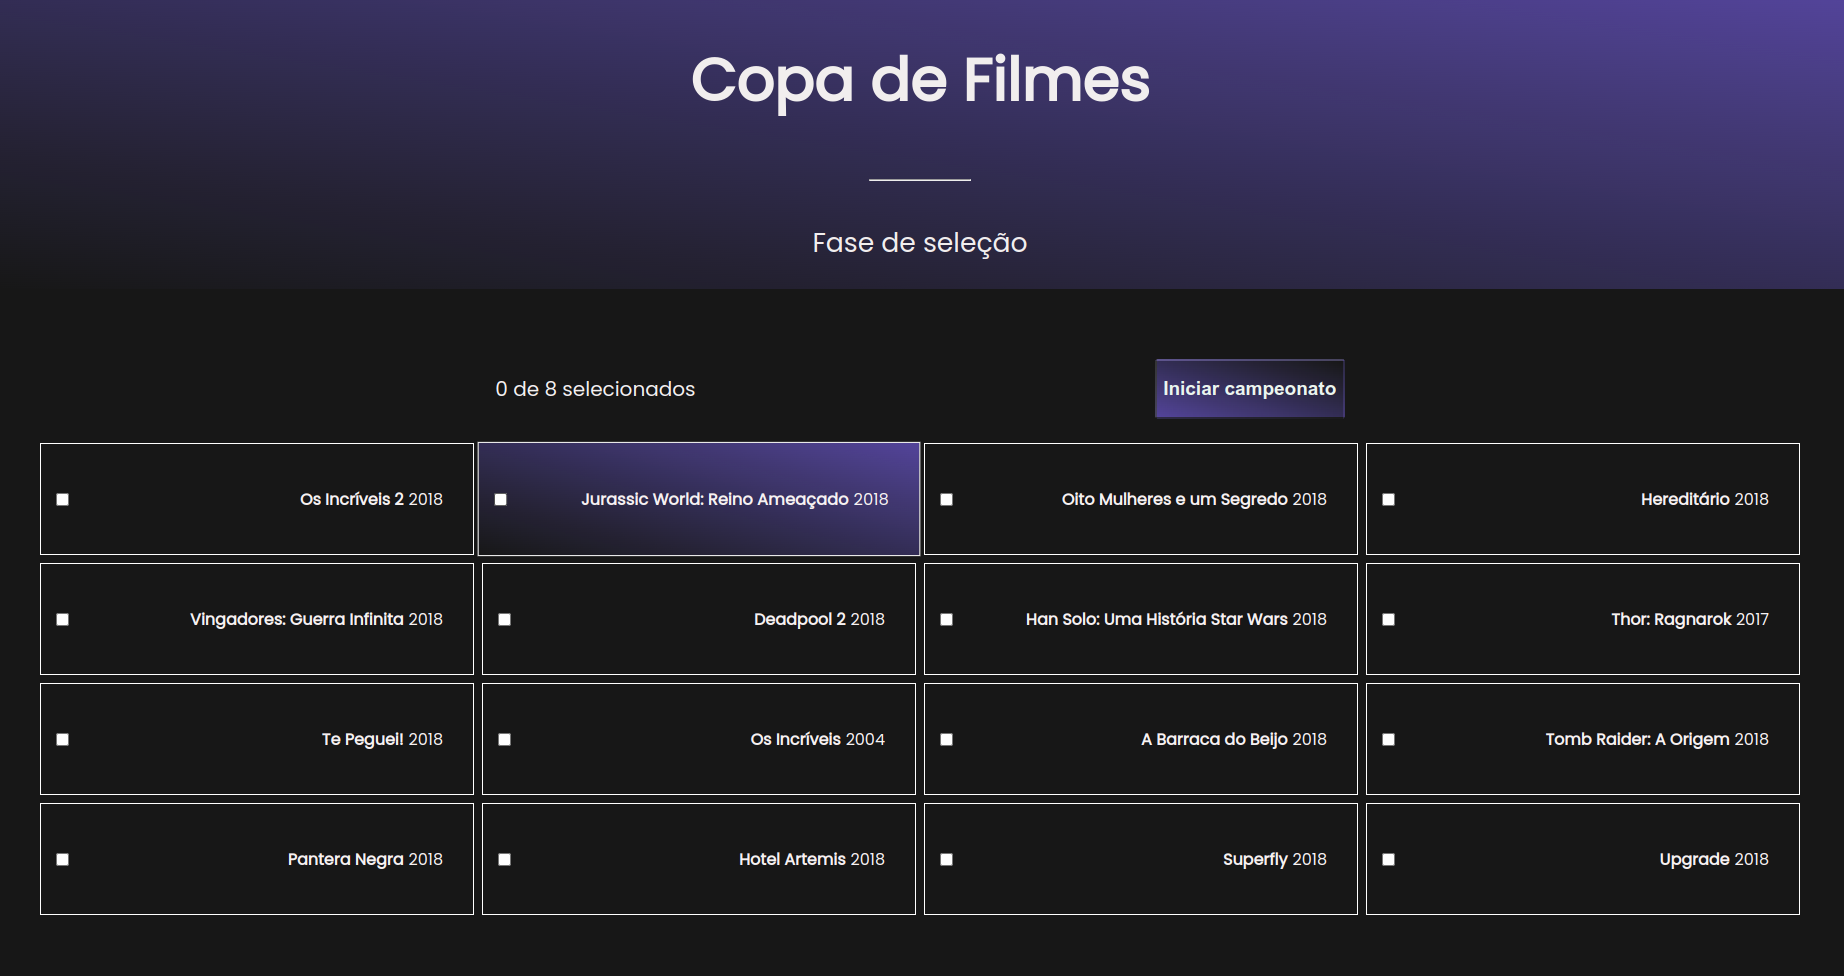 Copa de Filmes
Fase de seleção
0 de 8 selecionados
Iniciar campeonato
Os Incríveis 2 2018
Jurassic World: Reino Ameaçado 2018
Oito Mulheres e um Segredo 2018
Hereditário 2018
Vingadores: Guerra Infinita 2018
Deadpool 2 2018
Han Solo: Uma História Star Wars 2018
Thor: Ragnarok 2017
Te Peguei! 2018
Os Incríveis 2004
A Barraca do Beijo 2018
Tomb Raider: A Origem 2018
Pantera Negra 2018
Hotel Artemis 2018
Superfly 2018
Upgrade 2018